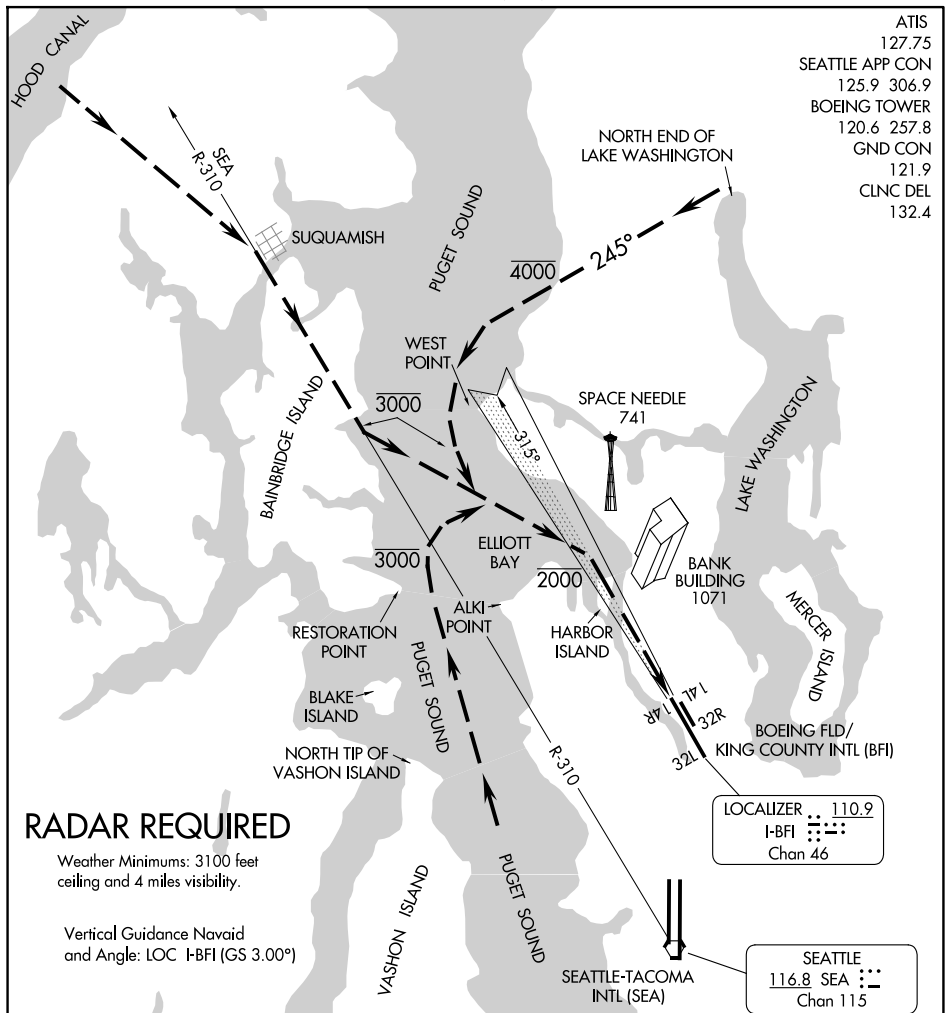 ATIS
127.75
SEATTLE APP CON
125.9 306.9
BOEING TOWER
120.6 257.8
GND CON
121.9
CLNC DEL
132.4
HOOD CANAL
SEA
R-310
SUQUAMISH
PUGET SOUND
NORTH END OF
LAKE WASHINGTON
245°
4000
WEST
POINT
3000
315°
SPACE NEEDLE
741
LAKE WASHINGTON
BAINBRIDGE ISLAND
3000
ELLIOTT
BAY
2000
BANK
BUILDING
1071
RESTORATION
POINT
ALKI
POINT
HARBOR
ISLAND
MERCER ISLAND
PUGET SOUND
BLAKE
ISLAND
14R
14L
32R
32L
BOEING FLD/
KING COUNTY INTL (BFI)
NORTH TIP OF
VASHON ISLAND
R-310
LOCALIZER 110.9
I-BFI
Chan 46
RADAR REQUIRED
Weather Minimums: 3100 feet
ceiling and 4 miles visibility.
Vertical Guidance Navaid
and Angle: LOC I-BFI (GS 3.00°)
VASHON ISLAND
PUGET SOUND
SEATTLE-TACOMA
INTL (SEA)
SEATTLE
116.8 SEA
Chan 115